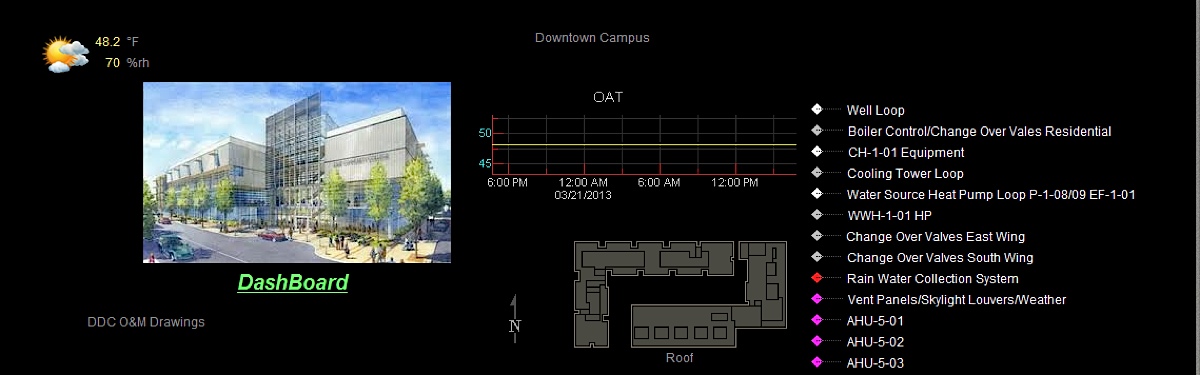 48.2 °F
70 %rh
Downtown Campus
OAT
50
45
6:00 PM 12:00 AM 6:00 AM 12:00 PM
03/21/2013
DashBoard
DDC O&M Drawings
N
Roof
Well Loop
Boiler Control/Change Over Vales Residential
CH-1-01 Equipment
Cooling Tower Loop
Water Source Heat Pump Loop P-1-08/09 EF-1-01
WWH-1-01 HP
Change Over Valves East Wing
Change Over Valves South Wing
Rain Water Collection System
Vent Panels/Skylight Louvers/Weather
AHU-5-01
AHU-5-02
AHU-5-03